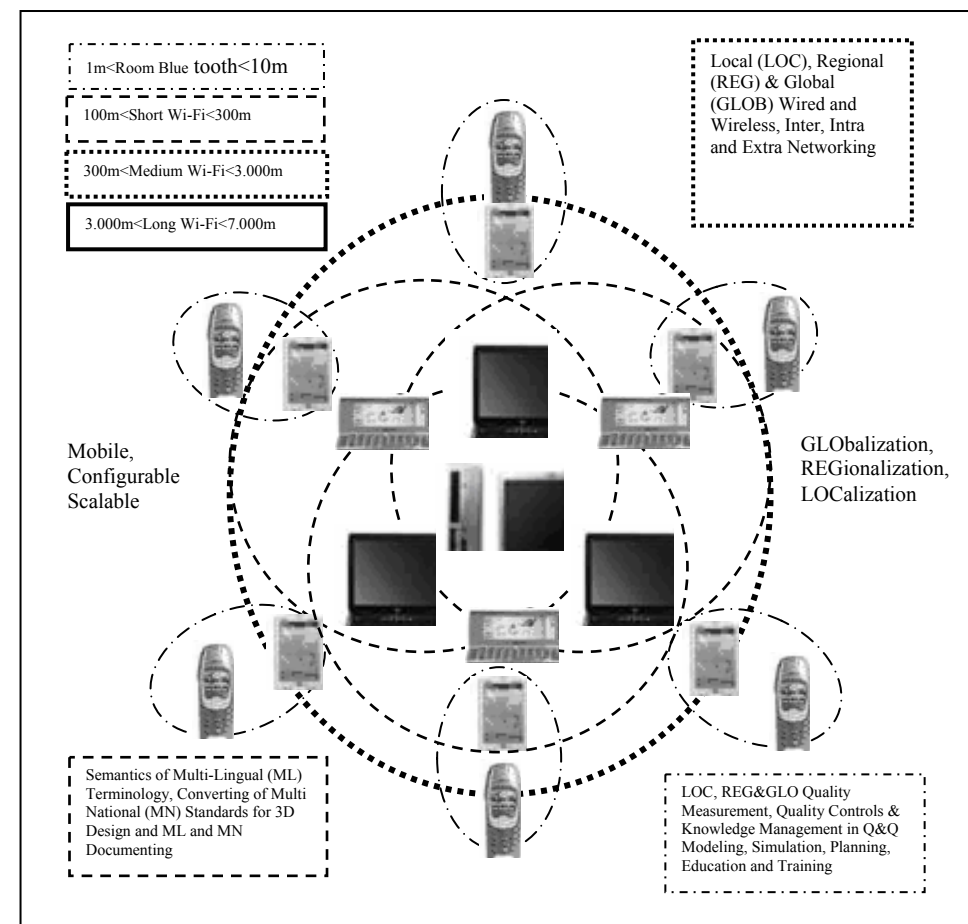 1m<Room Blue tooth<10m
100m<Short Wi-Fi<300m
300m<Medium Wi-Fi<3.000m
3.000m<Long Wi-Fi<7.000m
Local (LOC), Regional
(REG) & Global
(GLOB) Wired and
Wireless, Inter, Intra
and Extra Networking
Mobile,
Configurable
Scalable
GLObalization,
REGionalization,
LOCalization
Semantics of Multi-Lingual (ML)
Terminology, Converting of Multi
National (MN) Standards for 3D
Design and ML and MN
Documenting
LOC, REG&GLO Quality
Measurement, Quality Controls &
Knowledge Management in Q&Q
Modeling, Simulation, Planning,
Education and Training